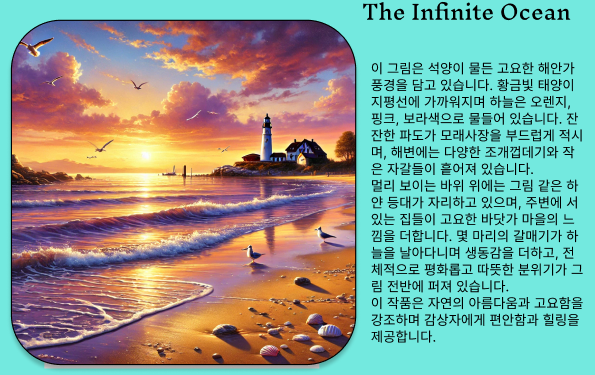 The Infinite Ocean
이 그림은 석양이 물든 고요한 해안가
풍경을 담고 있습니다. 황금빛 태양이
지평선에 가까워지며 하늘은 오렌지,
핑크, 보라색으로 물들어 있습니다. 잔
잔한 파도가 모래사장을 부드럽게 적시
며, 해변에는 다양한 조개껍데기와 작
은 자갈들이 흩어져 있습니다.
멀리 보이는 바위 위에는 그림 같은 하
얀 등대가 자리하고 있으며, 주변에 서
있는 집들이 고요한 바닷가 마을의 느
낌을 더합니다. 몇 마리의 갈매기가 하
늘을 날아다니며 생동감을 더하고, 전
체적으로 평화롭고 따뜻한 분위기가 그
림 전반에 퍼져 있습니다.
이 작품은 자연의 아름다움과 고요함을
강조하며 감상자에게 편안함과 힐링을
제공합니다.